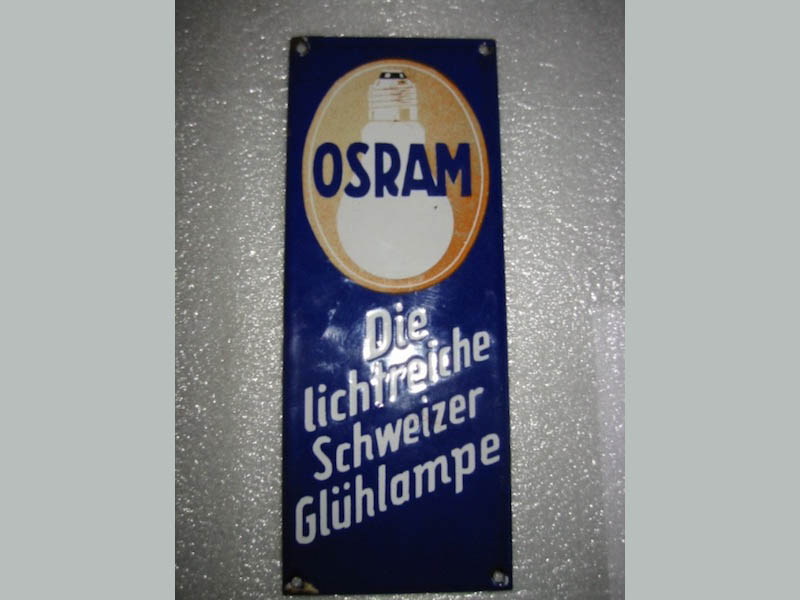 OSRAM
Die
lichtreiche
Schweizer
Glühlampe